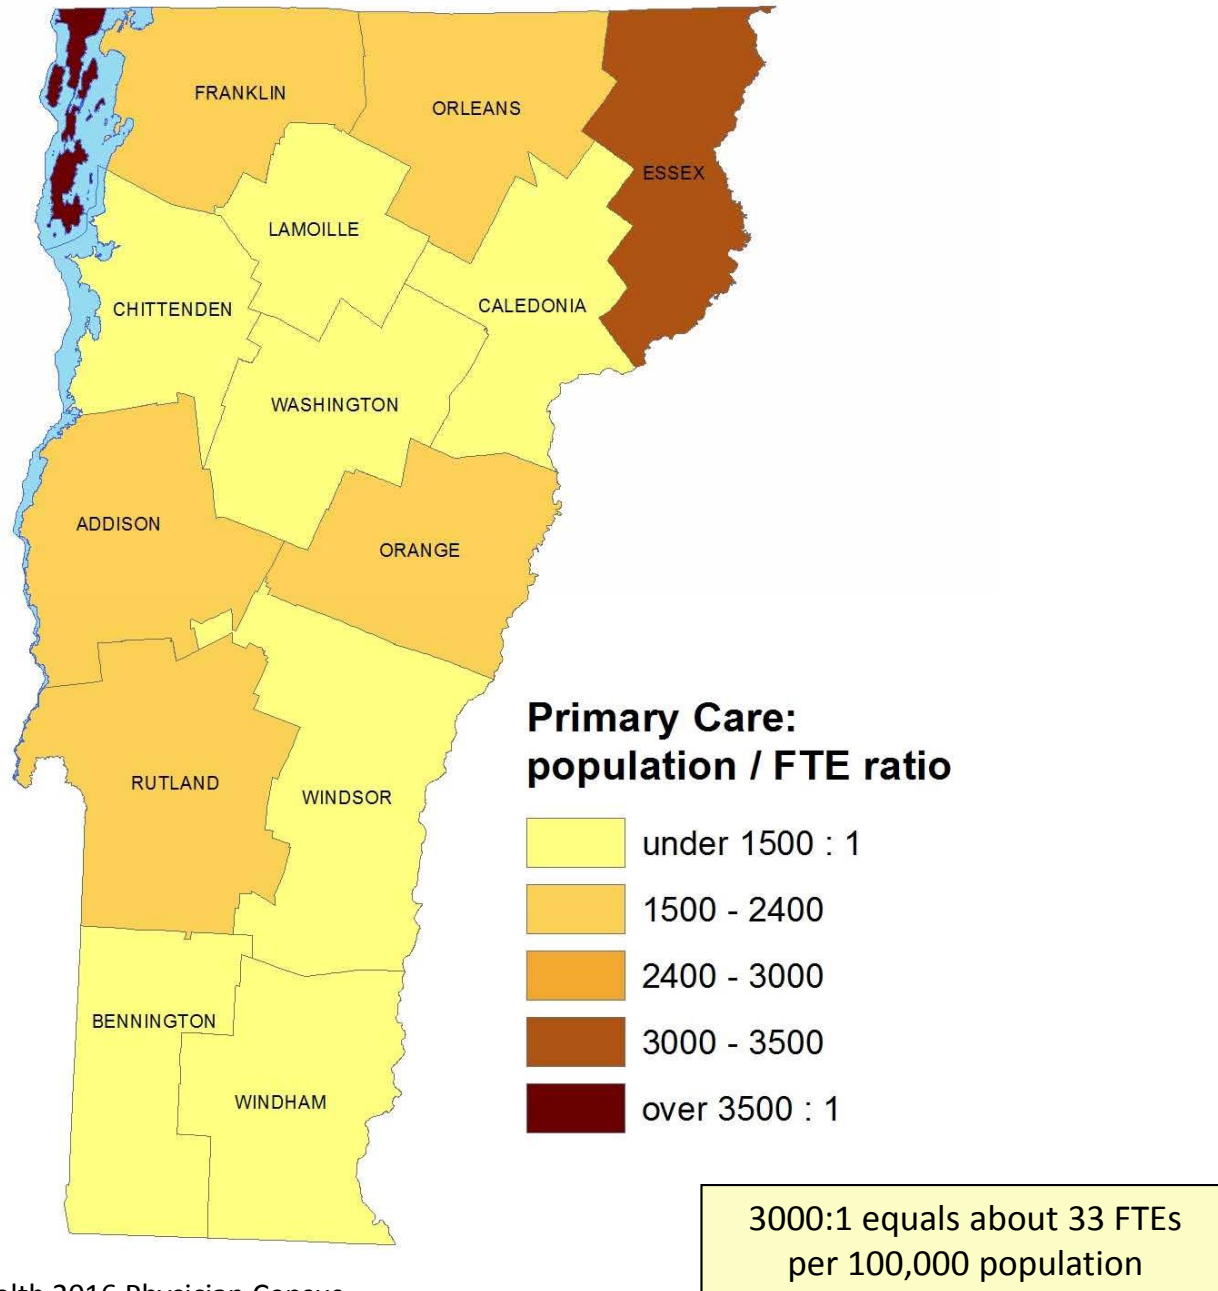 FRANKLIN
ORLEANS
ESSEX
LAMOILLE
CHITTENDEN
CALEDONIA
WASHINGTON
ADDISON
ORANGE
RUTLAND
WINDSOR
BENNINGTON
WINDHAM
Primary Care:
population / FTE ratio
under 1500 : 1
1500 - 2400
2400 - 3000
3000 - 3500
over 3500 : 1
3000:1 equals about 33 FTEs
per 100,000 population
2016 Physician Census